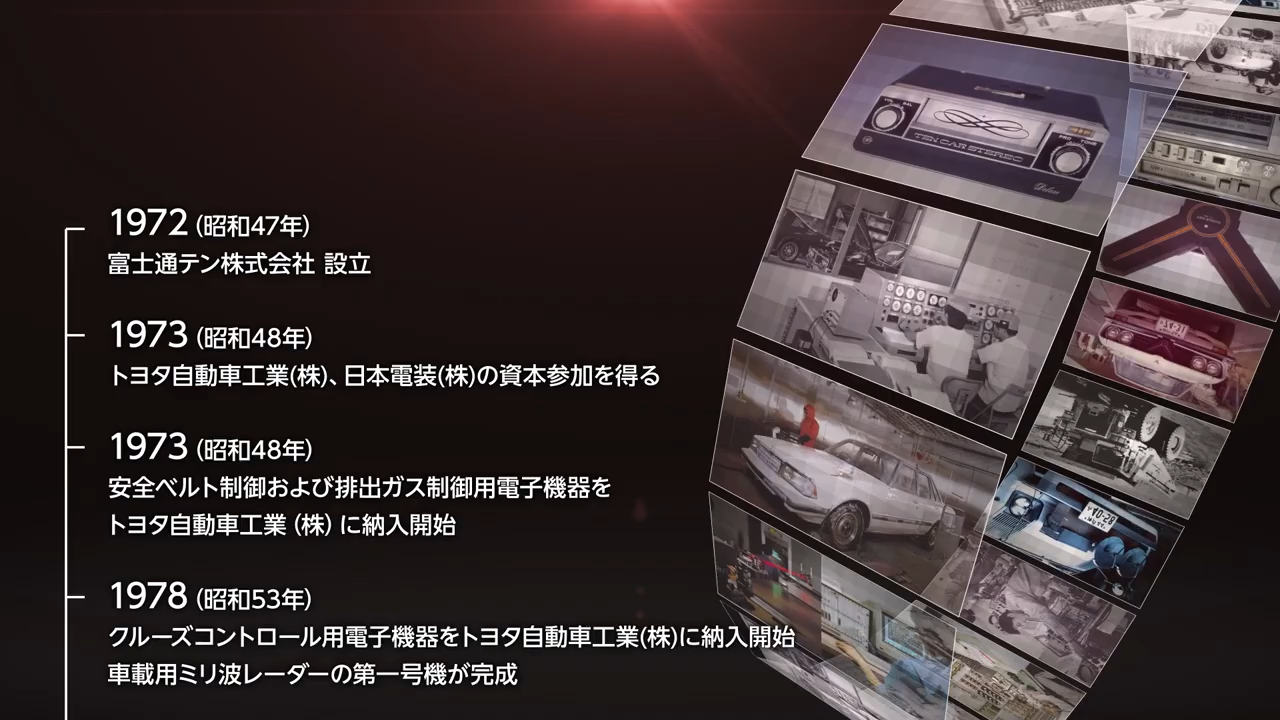 1972 (昭和47年)
富士通テン株式会社 設立
1973 (昭和48年)
トヨタ自動車工業(株)、日本電装(株)の資本参加を得る
1973 (昭和48年)
安全ベルト制御および排出ガス制御用電子機器を
トヨタ自動車工業 (株) に納入開始
1978 (昭和53年)
クルーズコントロール用電子機器をトヨタ自動車工業(株)に納入開始
車載用ミリ波レーダーの第一号機が完成
TEN CAR STEREO